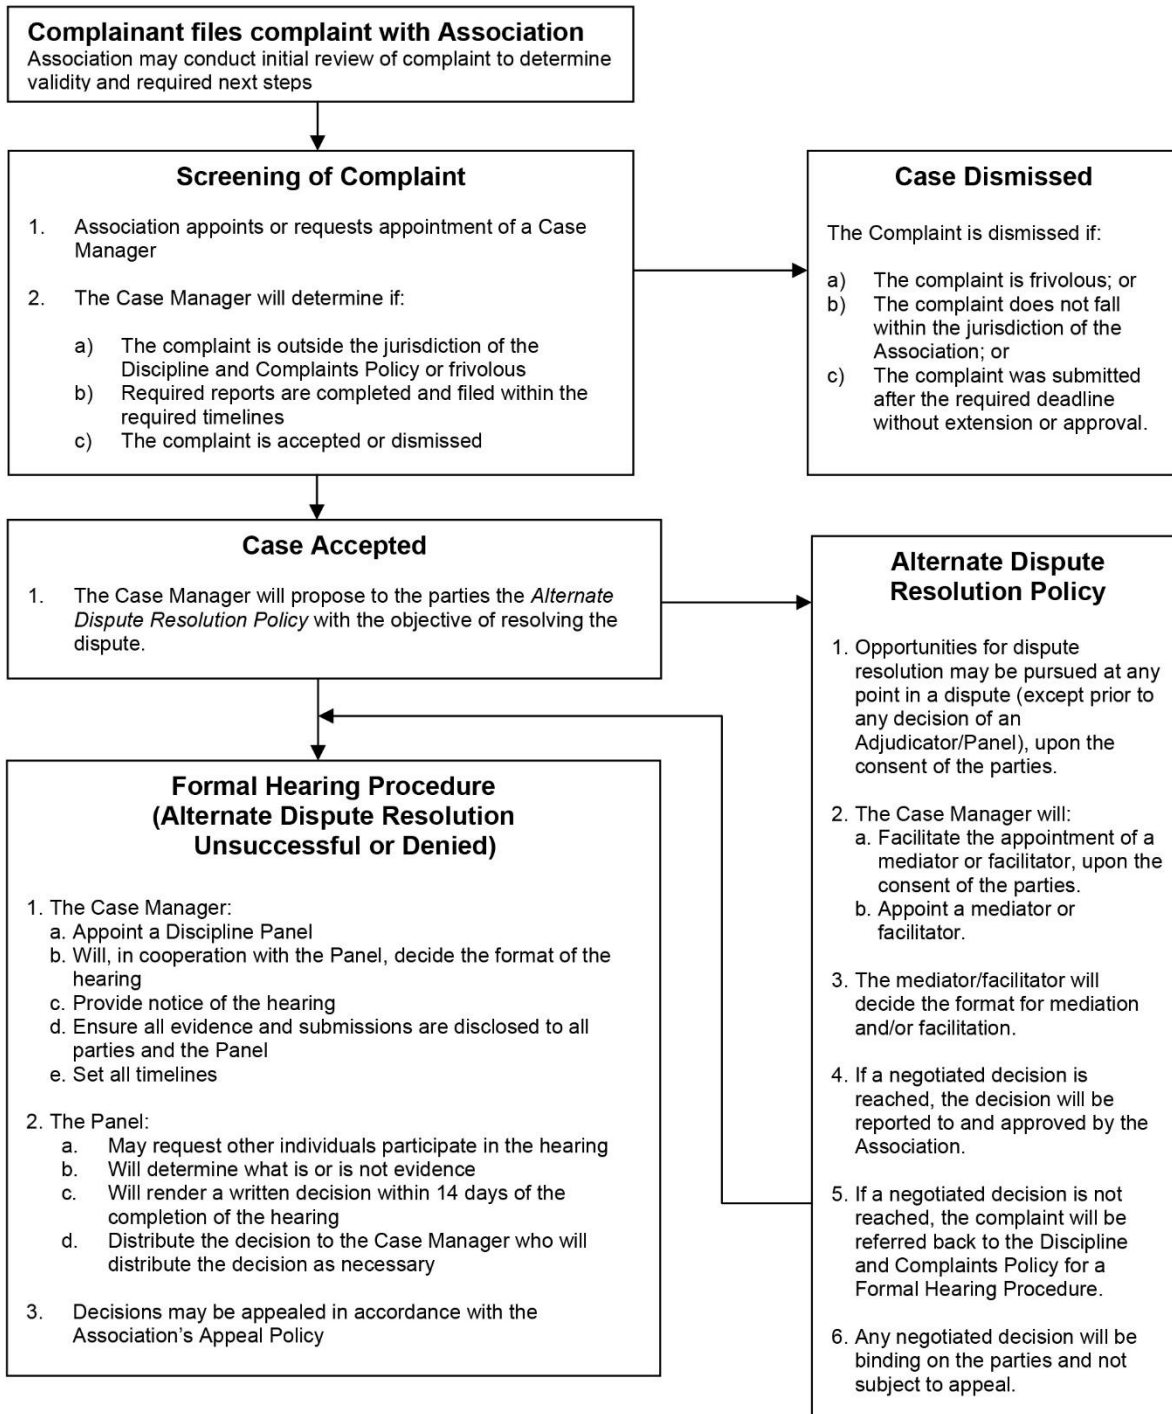 Complainant files complaint with Association
Association may conduct initial review of complaint to determine
validity and required next steps
Screening of Complaint
1. Association appoints or requests appointment of a Case
Manager
2. The Case Manager will determine if:
a) The complaint is outside the jurisdiction of the
Discipline and Complaints Policy or frivolous
b) Required reports are completed and filed within the
required timelines
c) The complaint is accepted or dismissed
Case Dismissed
The Complaint is dismissed if:
a) The complaint is frivolous; or
b) The complaint does not fall
within the jurisdiction of the
Association; or
c) The complaint was submitted
after the required deadline
without extension or approval.
Case Accepted
1. The Case Manager will propose to the parties the Alternate
Dispute Resolution Policy with the objective of resolving the
dispute.
Alternate Dispute
Resolution Policy
1. Opportunities for dispute
resolution may be pursued at any
point in a dispute (except prior to
any decision of an
Adjudicator/Panel), upon the
consent of the parties.
2. The Case Manager will:
a. Facilitate the appointment of a
mediator or facilitator, upon the
consent of the parties.
b. Appoint a mediator or
facilitator.
3. The mediator/facilitator will
decide the format for mediation
and/or facilitation.
4. If a negotiated decision is
reached, the decision will be
reported to and approved by the
Association.
5. If a negotiated decision is not
reached, the complaint will be
referred back to the Discipline
and Complaints Policy for a
Formal Hearing Procedure.
6. Any negotiated decision will be
binding on the parties and not
subject to appeal.
Formal Hearing Procedure
(Alternate Dispute Resolution
Unsuccessful or Denied)
1. The Case Manager:
a. Appoint a Discipline Panel
b. Will, in cooperation with the Panel, decide the format of the
hearing
c. Provide notice of the hearing
d. Ensure all evidence and submissions are disclosed to all
parties and the Panel
e. Set all timelines
2. The Panel:
a. May request other individuals participate in the hearing
b. Will determine what is or is not evidence
c. Will render a written decision within 14 days of the
completion of the hearing
d. Distribute the decision to the Case Manager who will
distribute the decision as necessary
3. Decisions may be appealed in accordance with the
Association's Appeal Policy